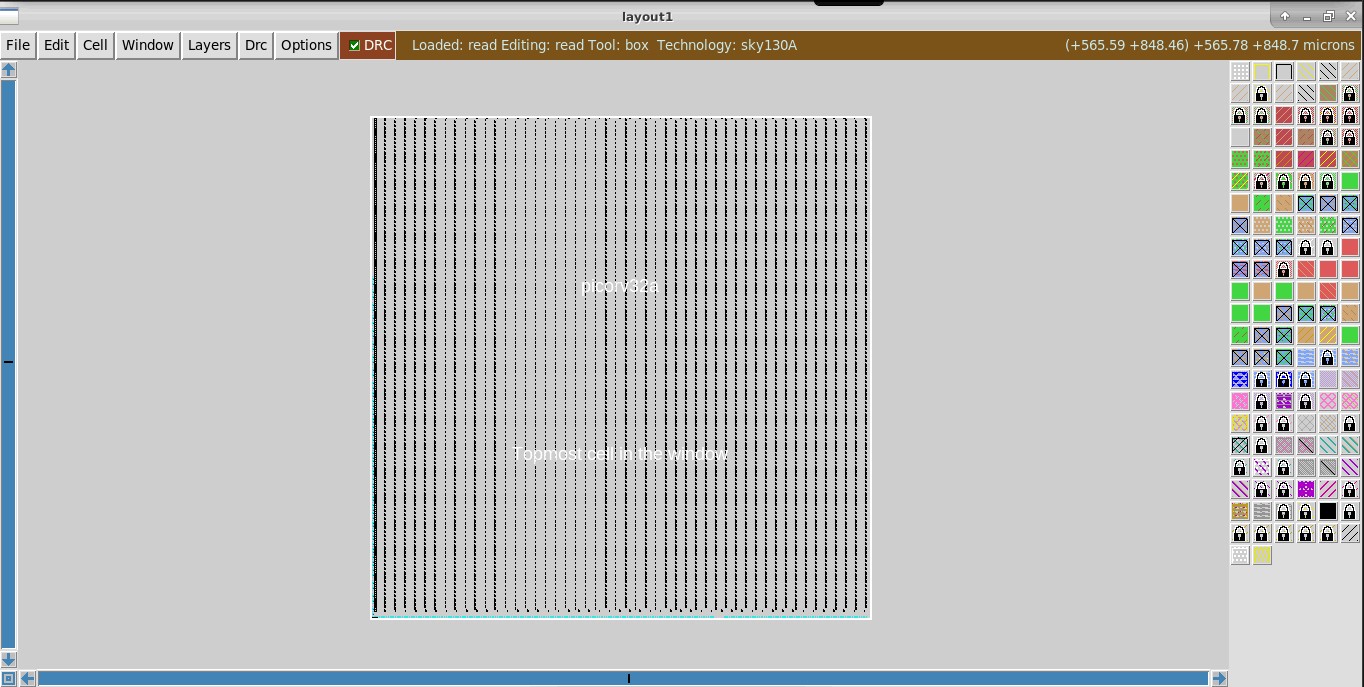 layout1
File Edit Cell Window Layers Drc Options DRC Loaded: read Editing: read Tool: box Technology: sky130A (+565.59 +848.46) +565.78 +848.7 microns
picorv32a
Topmost cell in the window